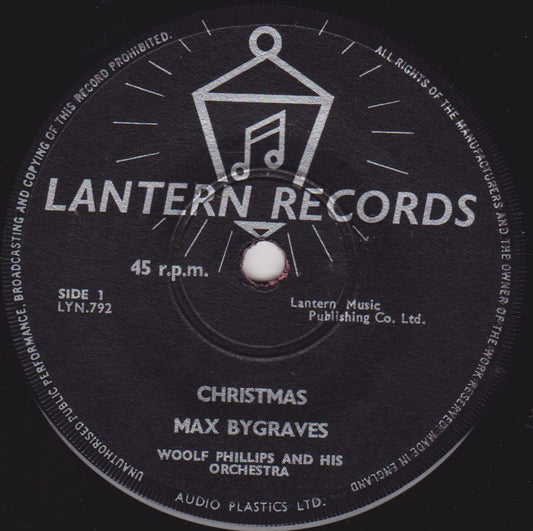 UNAUTHORISED PUBLIC PERFORMANCE, BROADCASTING AND COPYING OF THIS RECORD PROHIBITED.
ALL RIGHTS OF THE MANUFACTURERS AND THE OWNER OF THE WORK RESERVED. MADE IN ENGLAND
LANTERN RECORDS
45 r.p.m.
SIDE 1
LYN.792
Lantern Music
Publishing Co. Ltd.
CHRISTMAS
MAX BYGRAVES
WOOLF PHILLIPS AND HIS
ORCHESTRA
AUDIO PLASTICS LTD.